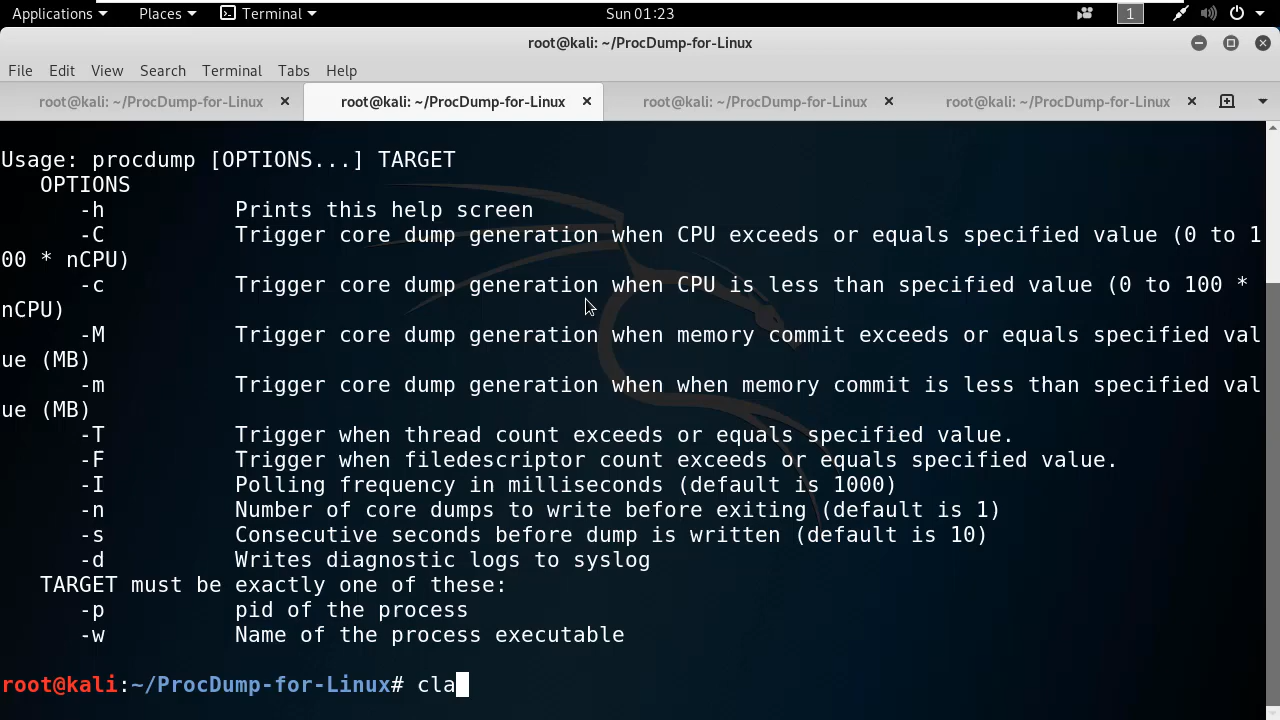 Applications Places Terminal Sun 01:23 1
root@kali: ~/ProcDump-for-Linux
File Edit View Search Terminal Tabs Help
root@kali: ~/ProcDump-for-Linux × root@kali: ~/ProcDump-for-Linux × root@kali: ~/ProcDump-for-Linux × root@kali: ~/ProcDump-for-Linux ×
Usage: procdump [OPTIONS...] TARGET
OPTIONS
-h Prints this help screen
-C Trigger core dump generation when CPU exceeds or equals specified value (0 to 1
00 * nCPU)
-c Trigger core dump generation when CPU is less than specified value (0 to 100 *
nCPU)
-M Trigger core dump generation when memory commit exceeds or equals specified val
ue (MB)
-m Trigger core dump generation when when memory commit is less than specified val
ue (MB)
-T Trigger when thread count exceeds or equals specified value.
-F Trigger when filedescriptor count exceeds or equals specified value.
-I Polling frequency in milliseconds (default is 1000)
-n Number of core dumps to write before exiting (default is 1)
-s Consecutive seconds before dump is written (default is 10)
-d Writes diagnostic logs to syslog
TARGET must be exactly one of these:
-p pid of the process
-w Name of the process executable
root@kali:~/ProcDump-for-Linux# cla